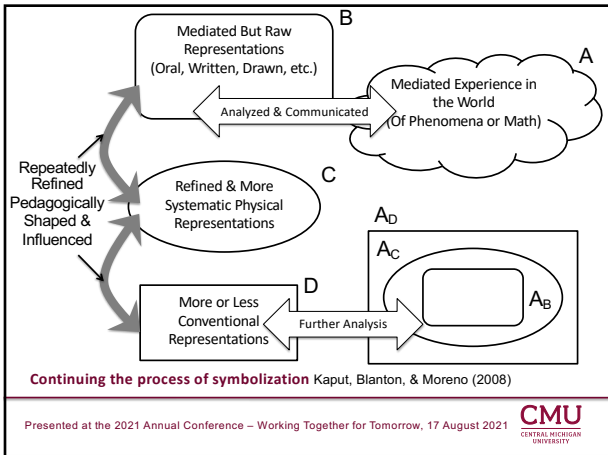 B
Mediated But Raw
Representations
(Oral, Written, Drawn, etc.)
A
Mediated Experience in
the World
(Of Phenomena or Math)
Analyzed & Communicated
Repeatedly
Refined
Pedagogically
Shaped &
Influenced
C
Refined & More
Systematic Physical
Representations
A_D
A_C
A_B
D
More or Less
Conventional
Representations
Further Analysis
Continuing the process of symbolization Kaput, Blanton, & Moreno (2008)
Presented at the 2021 Annual Conference – Working Together for Tomorrow, 17 August 2021
CMU
CENTRAL MICHIGAN
UNIVERSITY